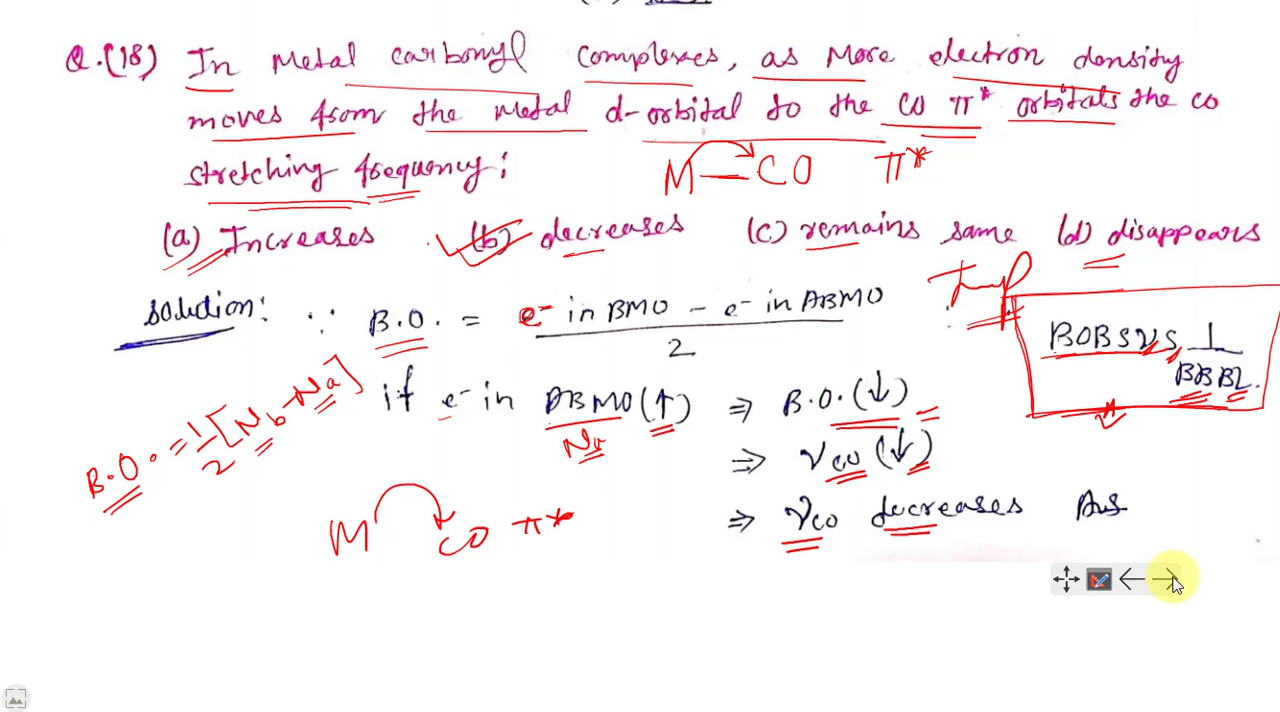 Q.(18) In Metal carbonyl complexes, as More electron density
moves from the Metal d-orbital to the CO π* orbitals the CO
stretching frequency:
M-CO π*
(a) Increases (b) decreases (c) remains same (d) disappears
Solution: ∵ B.O. = e⁻ in BMO - e⁻ in ABMO / 2
Imp
BOBSνS 1/BBBL.
B.O. = 1/2 [Nb-Na]
if e⁻ in ABMO(↑) ⇒ B.O.(↓)
Na
⇒ νCO (↓)
M CO π*
⇒ νCO decreases Ans